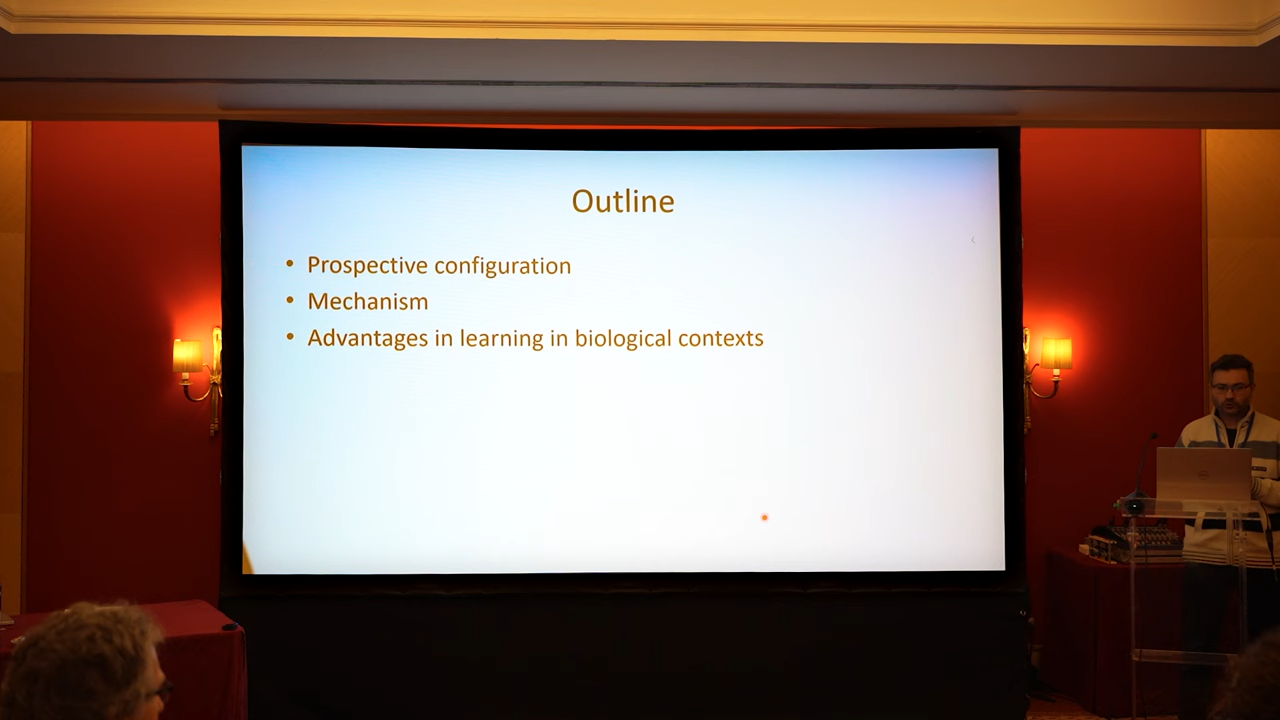 Outline
• Prospective configuration
• Mechanism
• Advantages in learning in biological contexts